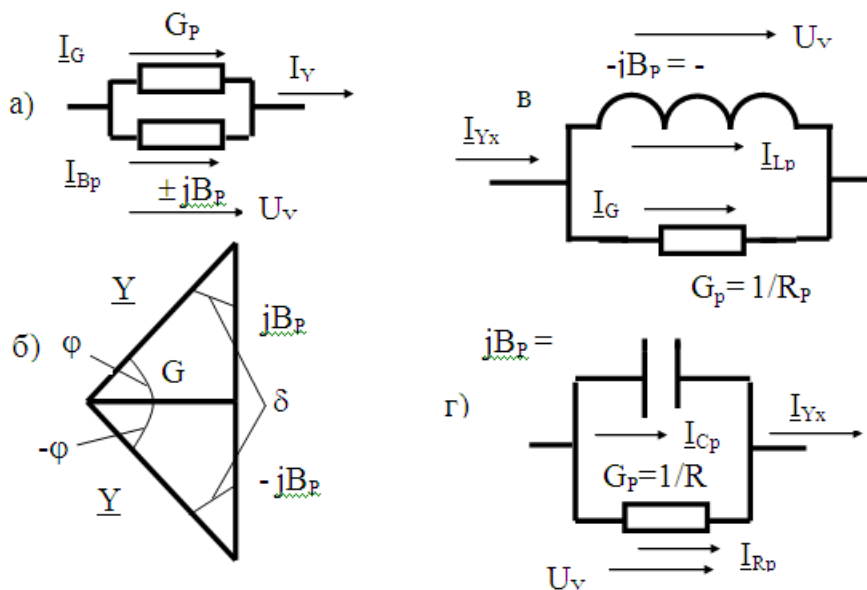 I_G G_P
I_Y
а)
I_Bp
± jB_P
U_V
Y
jB_P
б) φ
G
δ
-φ
- jB_P
Y
U_V
-jB_P = -
в
I_Yx
I_Lp
I_G
G_p = 1/R_P
jB_P =
г)
I_Yx
I_Cp
G_P=1/R
I_Rp
U_V